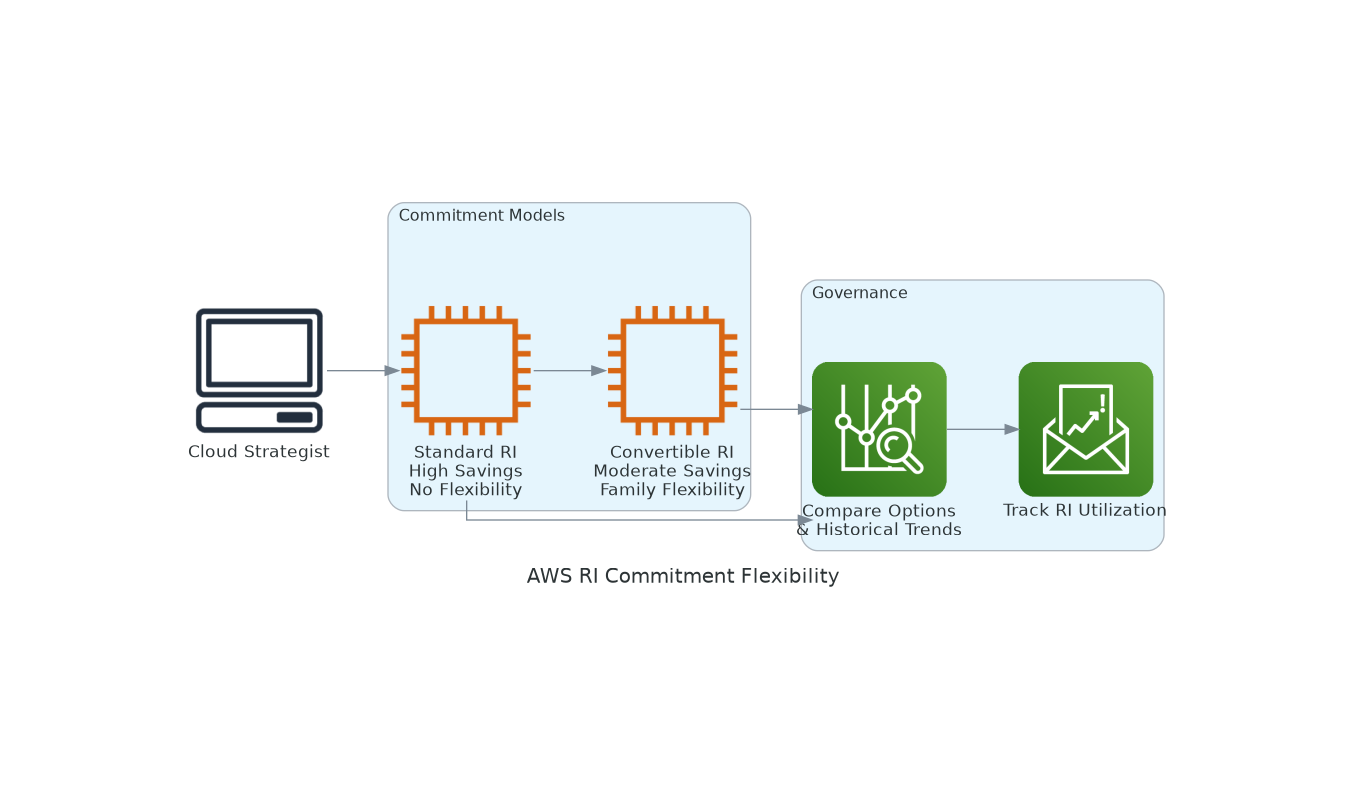 Commitment Models
Governance
Cloud Strategist
Standard RI
High Savings
No Flexibility
Convertible RI
Moderate Savings
Family Flexibility
Compare Options
& Historical Trends
Track RI Utilization
AWS RI Commitment Flexibility